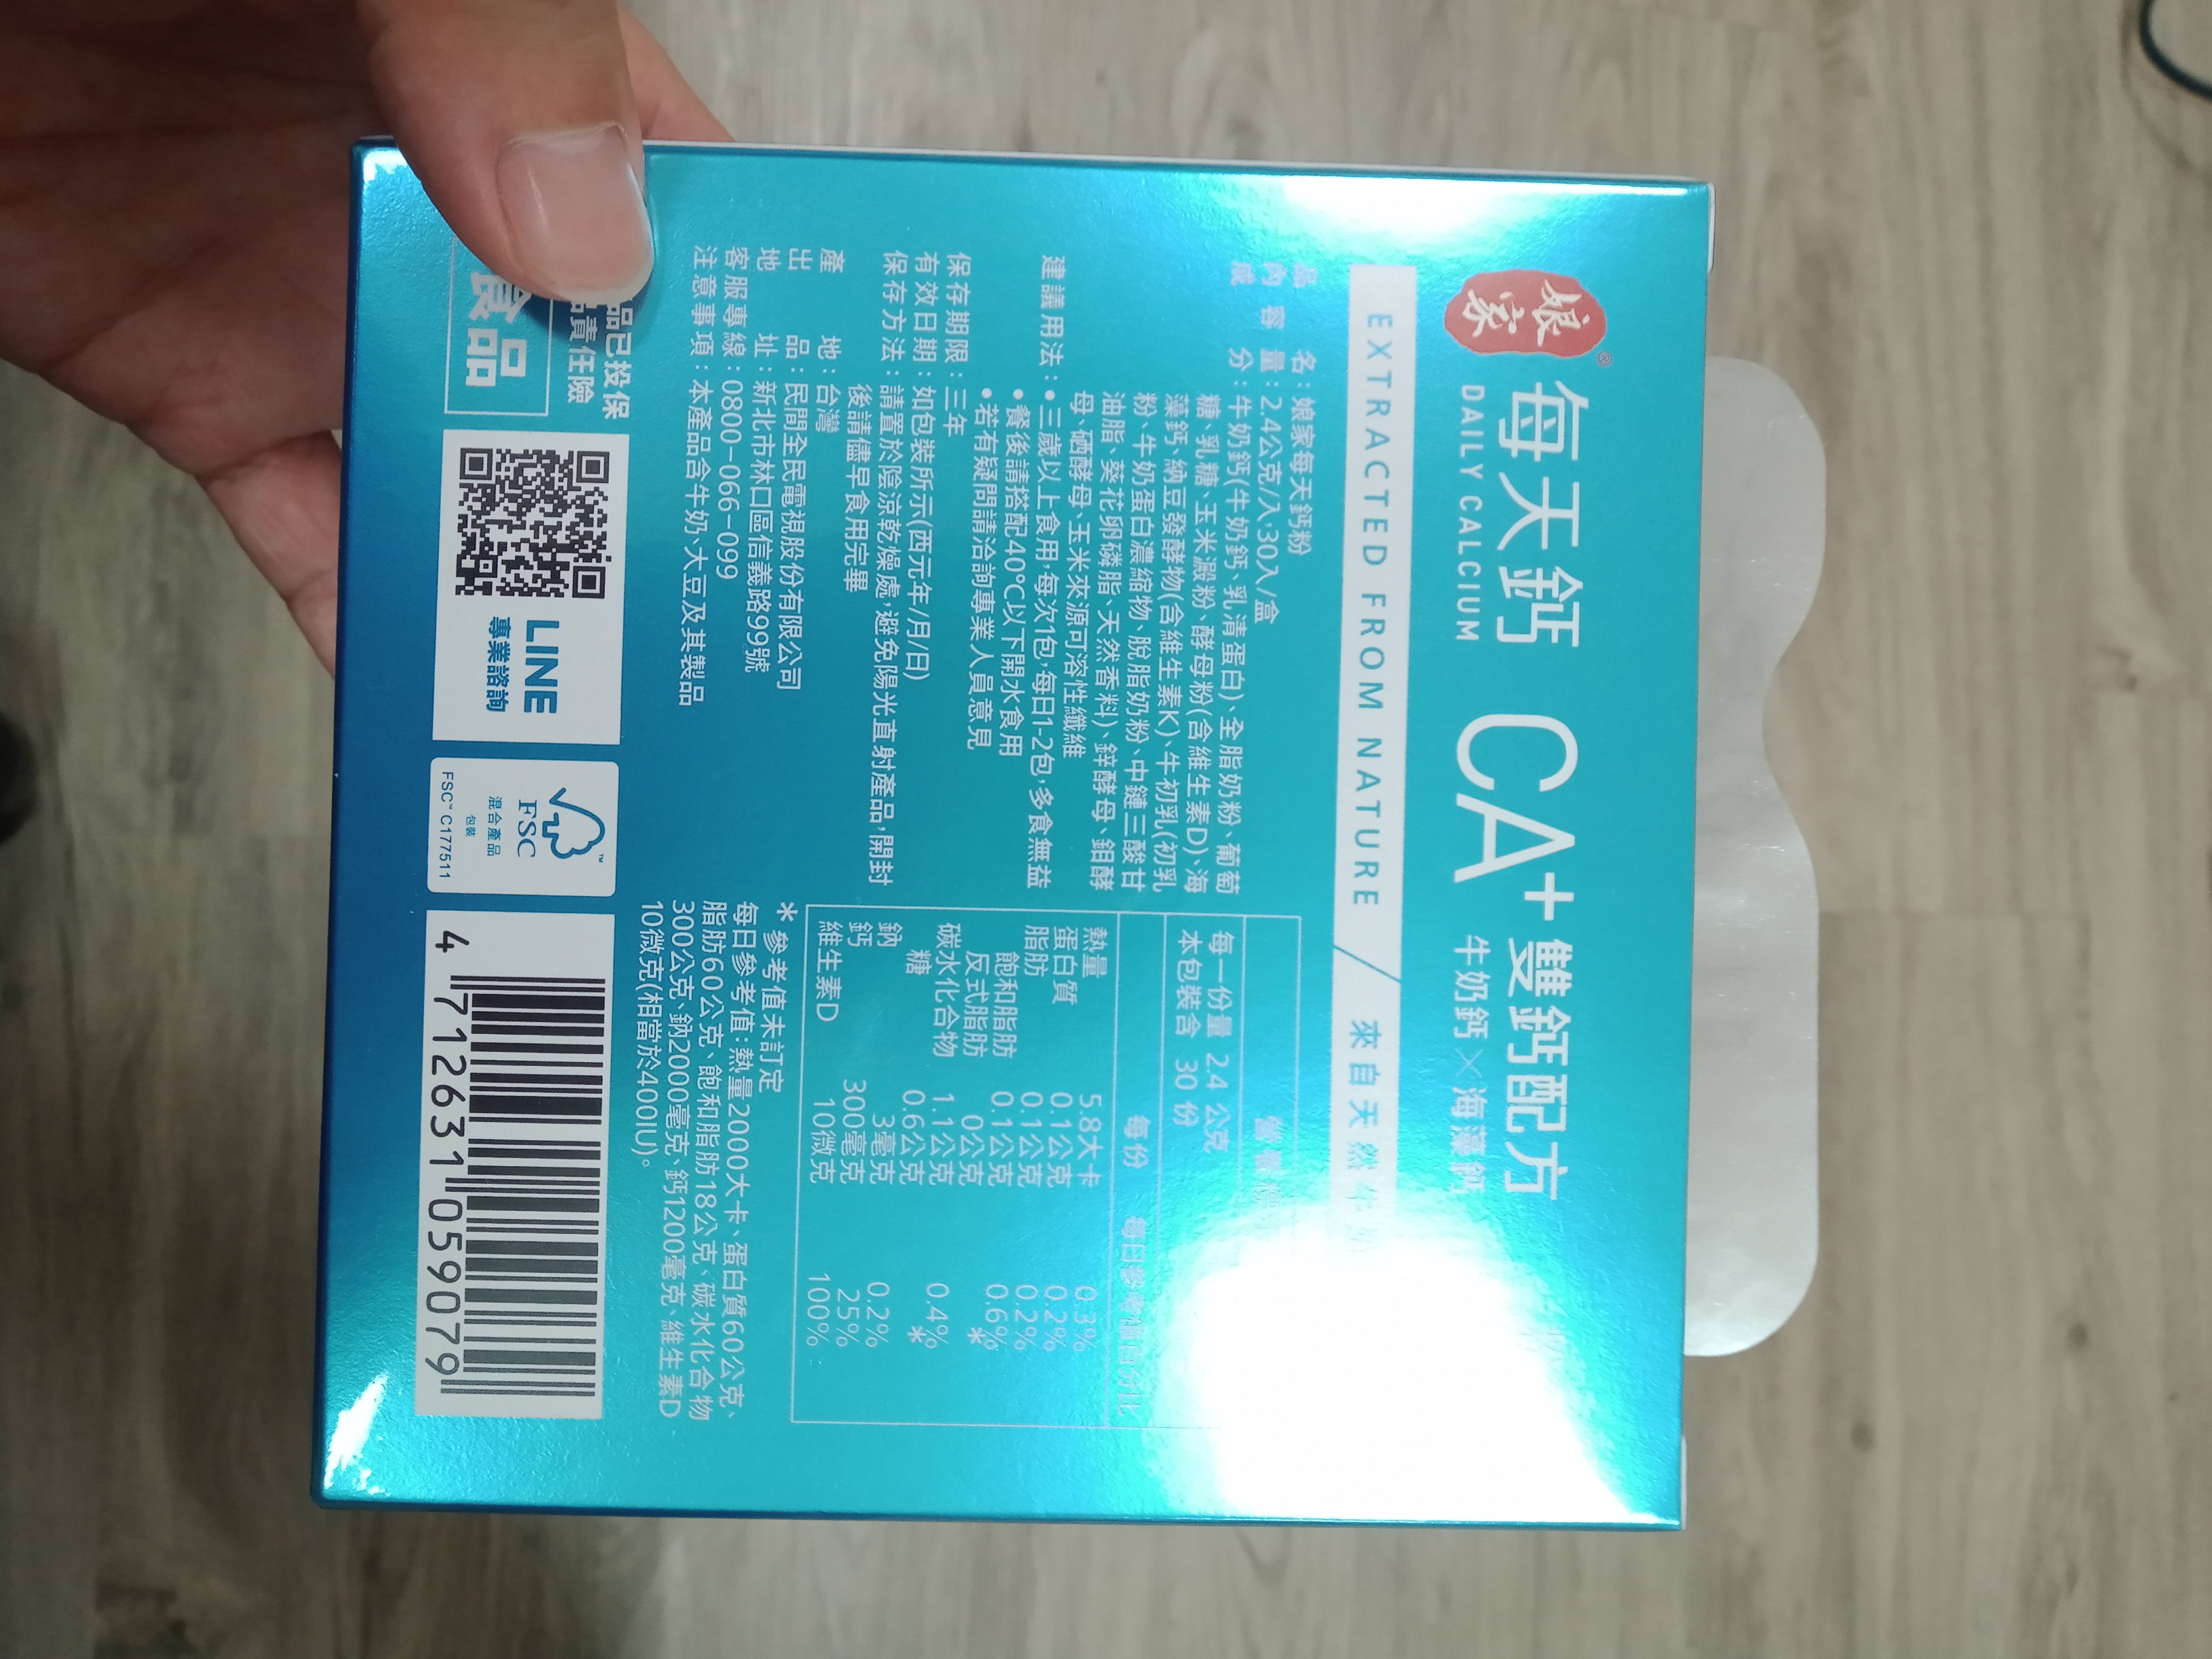 娘家®
每天鈣 CA+ 雙鈣配方
DAILY CALCIUM 牛奶鈣×海藻鈣
EXTRACTED FROM NATURE / 來自天然牛奶
品名：娘家每天鈣粉
內容量：2.4公克/入、30入/盒
成分：牛奶鈣(牛奶鈣、乳清蛋白)、全脂奶粉、葡萄
糖、乳糖、玉米澱粉、酵母粉(含維生素D)、海
藻鈣、納豆發酵物(含維生素K)、牛初乳(初乳
粉、牛奶蛋白濃縮物、脫脂奶粉、中鏈三酸甘
油脂、葵花卵磷脂、天然香料)、鋅酵母、鉬酵
母、硒酵母、玉米來源可溶性纖維
建議用法：•三歲以上食用,每次1包,每日1-2包,多食無益
•餐後請搭配40℃以下開水食用
•若有疑問請洽詢專業人員意見
保存期限：三年
有效日期：如包裝所示(西元年/月/日)
保存方法：請置於陰涼乾燥處,避免陽光直射產品,開封
後請儘早食用完畢
產地：台灣
出品：民間全民電視股份有限公司
地址：新北市林口區信義路99號
客服專線：0800-066-099
注意事項：本產品含牛奶、大豆及其製品
營養
每一份量 2.4 公克
本包裝含 30 份
每份 每日參考值百分比
熱量 5.8大卡 0.3%
蛋白質 0.1公克 0.2%
脂肪 0.1公克 0.2%
飽和脂肪 0.1公克 0.6%
反式脂肪 0公克 *
碳水化合物 1.1公克 0.4%
糖 0.6公克 *
鈉 3毫克 0.2%
鈣 300毫克 25%
維生素D 10微克 100%
* 參考值未訂定
每日參考值：熱量2000大卡、蛋白質60公克、
脂肪60公克、飽和脂肪18公克、碳水化合物
300公克、鈉2000毫克、鈣1200毫克、維生素D
10微克(相當於400IU)。
品已投保
責任險
食品
LINE
專業諮詢
FSC™
混合產品
包裝
FSC™ C177511
4 712631 059079